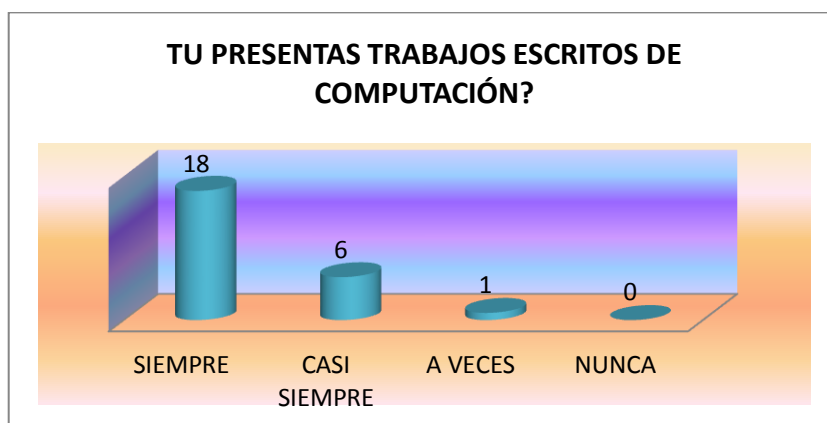 TU PRESENTAS TRABAJOS ESCRITOS DE
COMPUTACIÓN?
18
6
1
0
SIEMPRE
CASI
SIEMPRE
A VECES
NUNCA